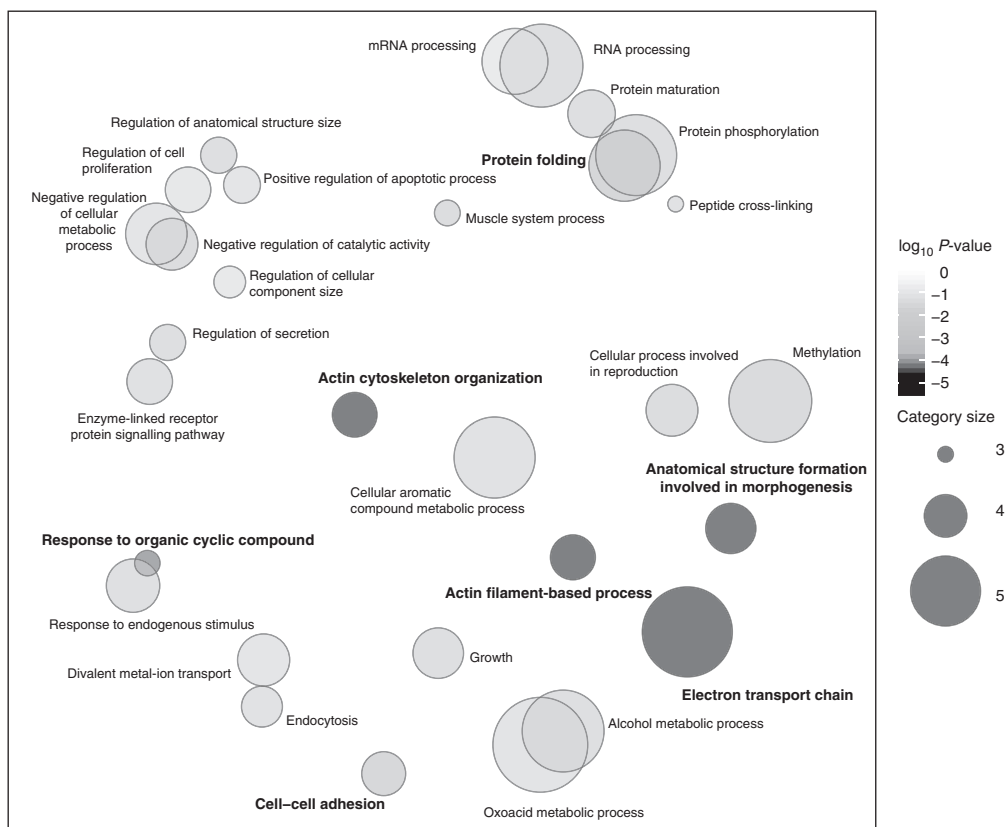 mRNA processing
RNA processing
Protein maturation
Protein phosphorylation
Protein folding
Peptide cross-linking
Muscle system process
Regulation of anatomical structure size
Regulation of cell
proliferation
Positive regulation of apoptotic process
Negative regulation
of cellular
metabolic
process
Negative regulation of catalytic activity
Regulation of cellular
component size
Regulation of secretion
Enzyme-linked receptor
protein signalling pathway
Actin cytoskeleton organization
Cellular aromatic
compound metabolic process
Cellular process involved
in reproduction
Methylation
Anatomical structure formation
involved in morphogenesis
Response to organic cyclic compound
Response to endogenous stimulus
Actin filament-based process
Electron transport chain
Divalent metal-ion transport
Endocytosis
Growth
Alcohol metabolic process
Oxoacid metabolic process
Cell–cell adhesion
log10 P-value
0
–1
–2
–3
–4
–5
Category size
3
4
5